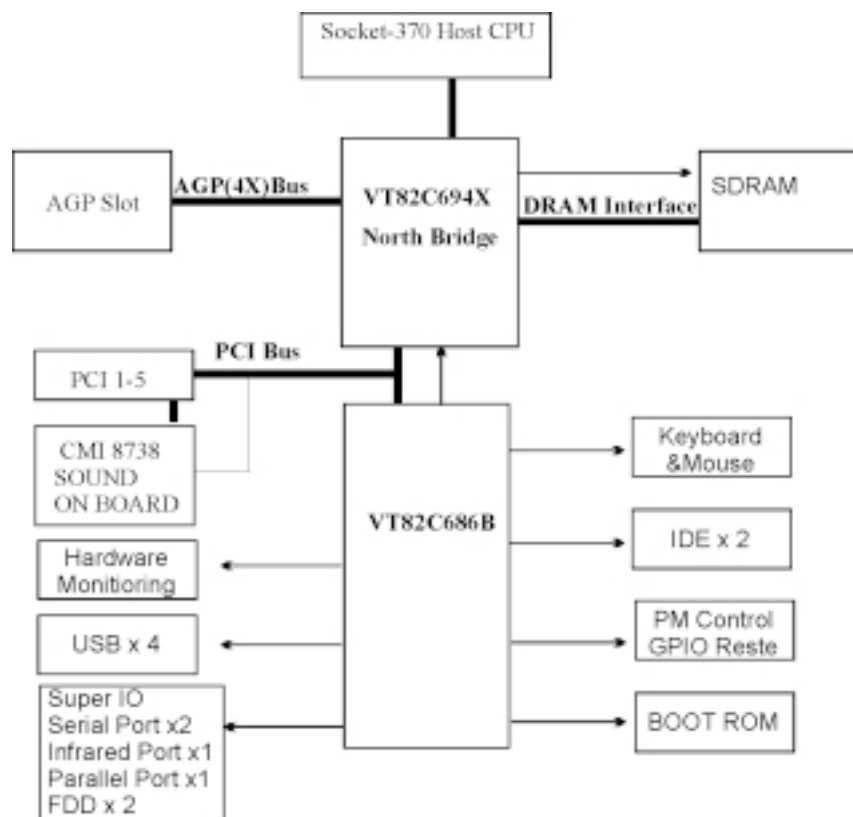 Socket-370 Host CPU
AGP Slot
AGP(4X)Bus
VT82C694X
North Bridge
DRAM Interface
SDRAM
PCI Bus
PCI 1-5
CMI 8738
SOUND
ON BOARD
VT82C686B
Keyboard
&Mouse
Hardware
Monitioring
IDE x 2
USB x 4
PM Control
GPIO Reste
Super IO
Serial Port x2
Infrared Port x1
Parallel Port x1
FDD x 2
BOOT ROM